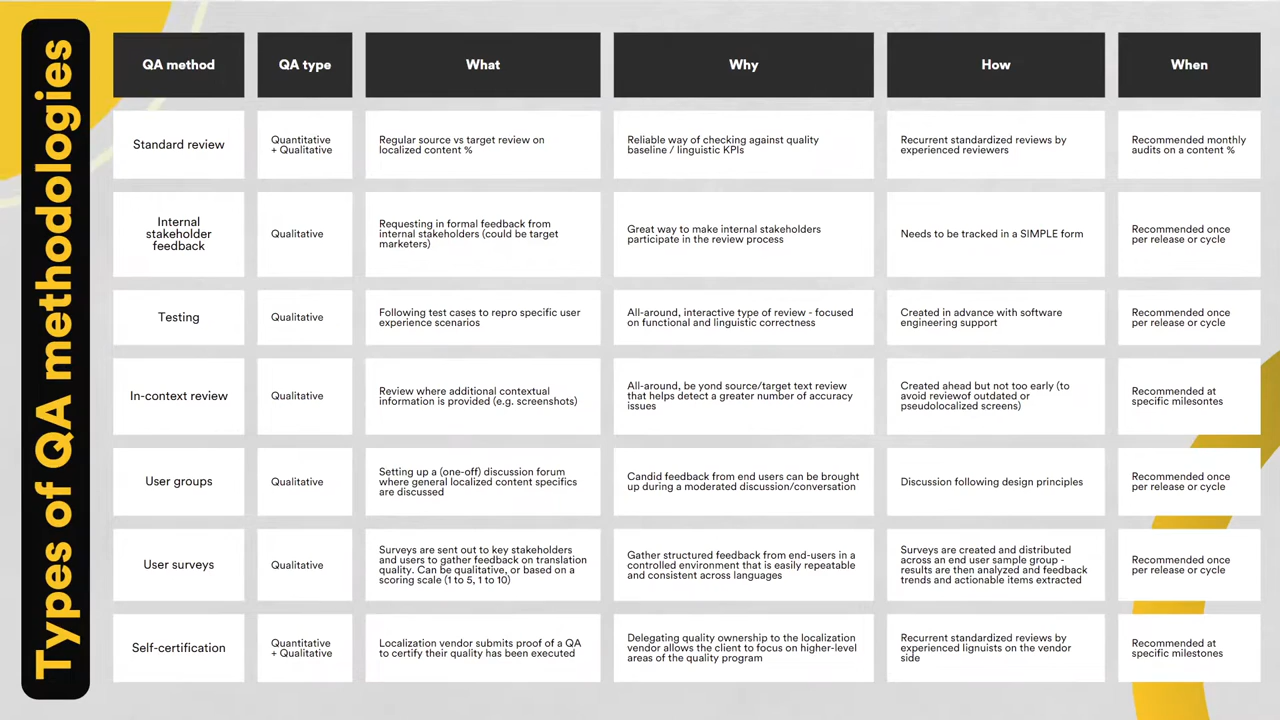 Types of QA methodologies
QA method
QA type
What
Why
How
When
Standard review
Quantitative
+ Qualitative
Regular source vs target review on
localized content %
Reliable way of checking against quality
baseline / linguistic KPIs
Recurrent standardized reviews by
experienced reviewers
Recommended monthly
audits on a content %
Internal
stakeholder
feedback
Qualitative
Requesting in formal feedback from
internal stakeholders (could be target
marketers)
Great way to make internal stakeholders
participate in the review process
Needs to be tracked in a SIMPLE form
Recommended once
per release or cycle
Testing
Qualitative
Following test cases to repro specific user
experience scenarios
All-around, interactive type of review - focused
on functional and linguistic correctness
Created in advance with software
engineering support
Recommended once
per release or cycle
In-context review
Qualitative
Review where additional contextual
information is provided (e.g. screenshots)
All-around, be yond source/target text review
that helps detect a greater number of accuracy
issues
Created ahead but not too early (to
avoid reviewof outdated or
pseudolocalized screens)
Recommended at
specific milesontes
User groups
Qualitative
Setting up a (one-off) discussion forum
where general localized content specifics
are discussed
Candid feedback from end users can be brought
up during a moderated discussion/conversation
Discussion following design principles
Recommended once
per release or cycle
User surveys
Qualitative
Surveys are sent out to key stakeholders
and users to gather feedback on translation
quality. Can be qualitative, or based on a
scoring scale (1 to 5, 1 to 10)
Gather structured feedback from end-users in a
controlled environment that is easily repeatable
and consistent across languages
Surveys are created and distributed
across an end user sample group -
results are then analyzed and feedback
trends and actionable items extracted
Recommended once
per release or cycle
Self-certification
Quantitative
+ Qualitative
Localization vendor submits proof of a QA
to certify their quality has been executed
Delegating quality ownership to the localization
vendor allows the client to focus on higher-level
areas of the quality program
Recurrent standardized reviews by
experienced lignuists on the vendor
side
Recommended at
specific milestones